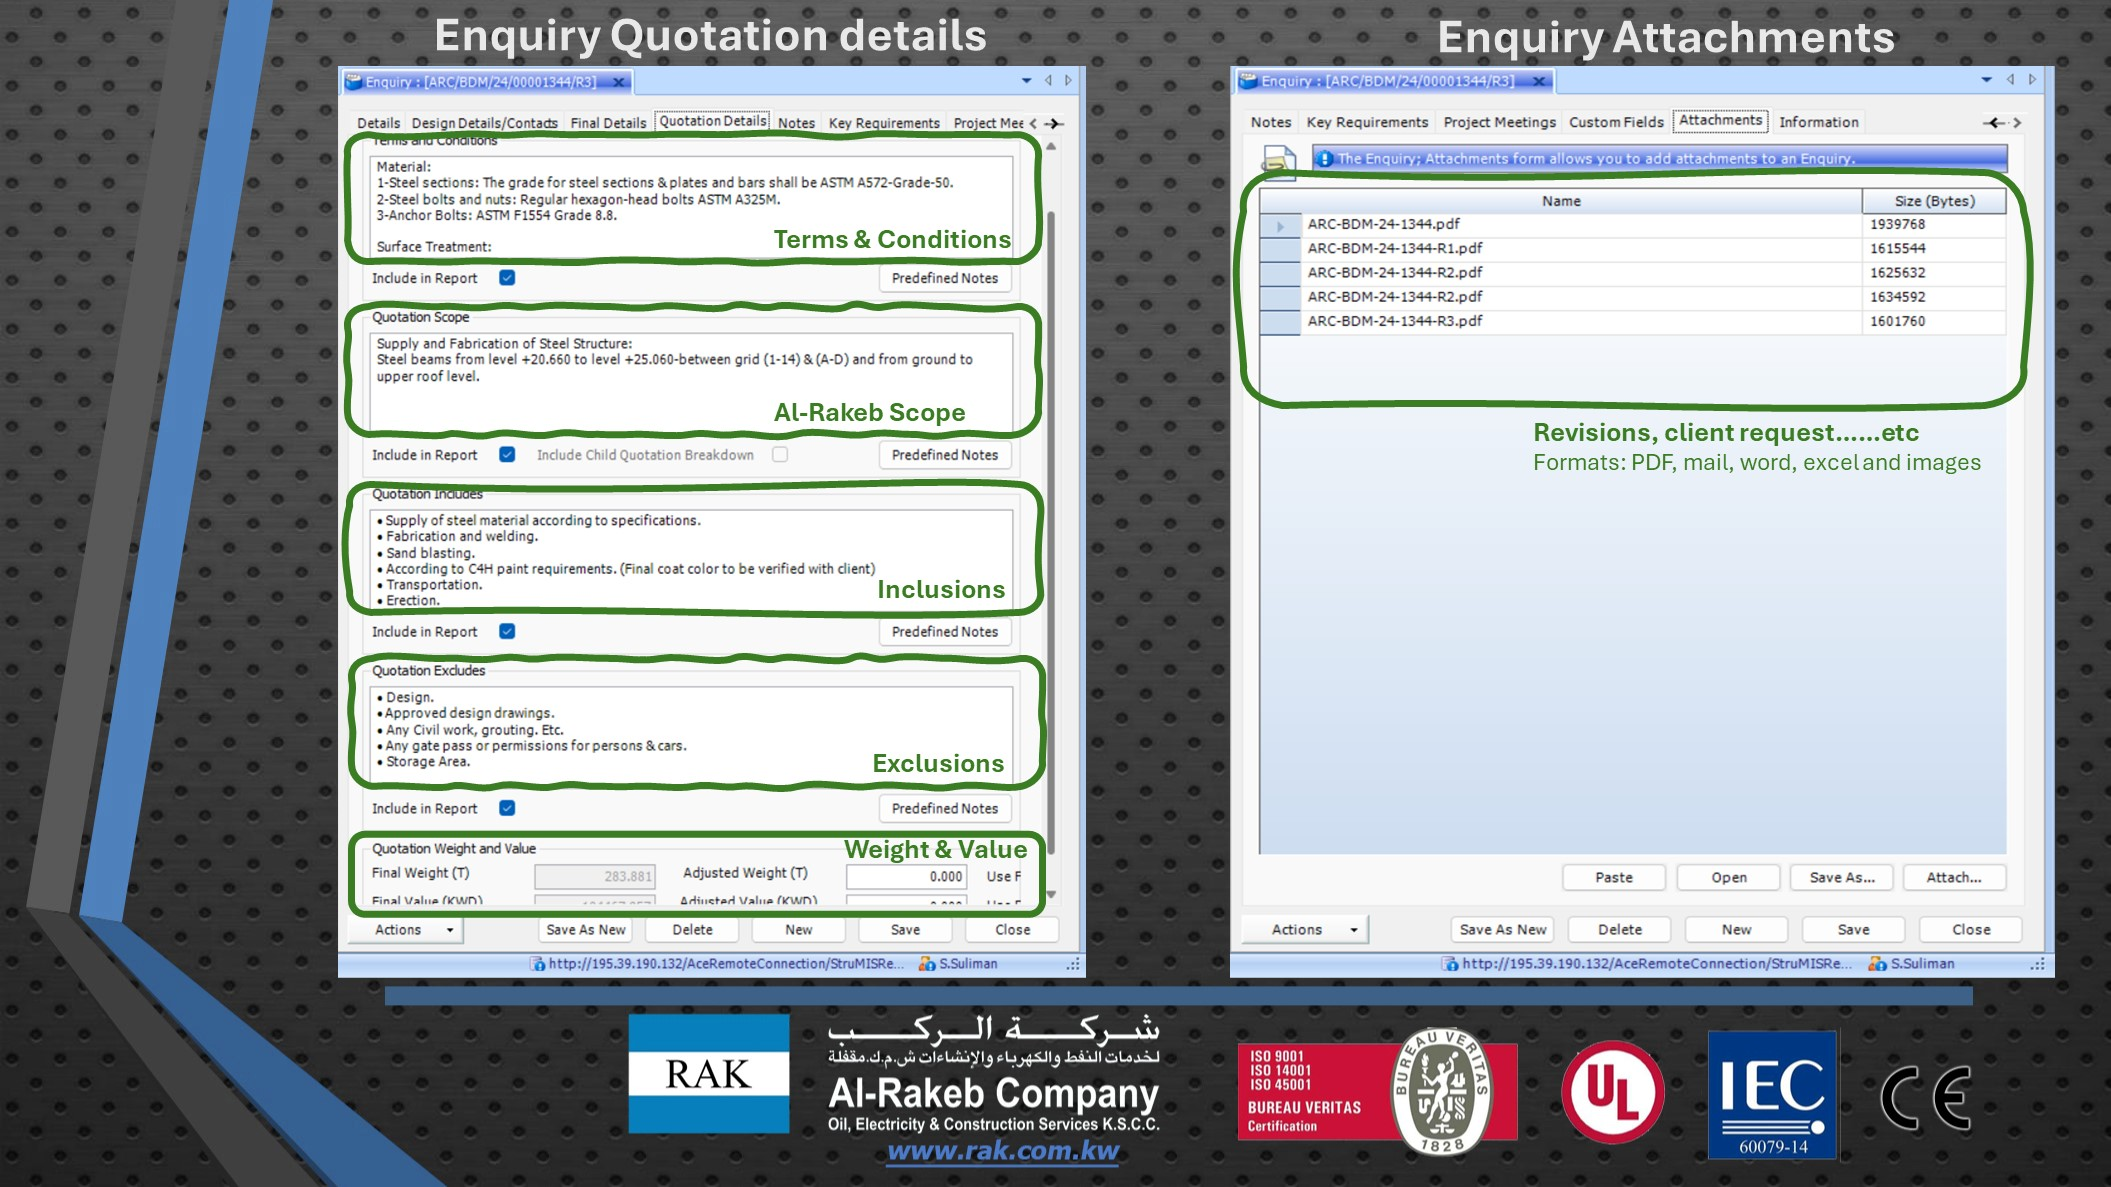 Enquiry Quotation details
Enquiry : [ARC/BDM/24/00001344/R3]
Details Design Details/Contacts Final Details Quotation Details Notes Key Requirements Project Mee
Terms and Conditions
Material:
1-Steel sections: The grade for steel sections & plates and bars shall be ASTM A572-Grade-50.
2-Steel bolts and nuts: Regular hexagon-head bolts ASTM A325M.
3-Anchor Bolts: ASTM F1554 Grade 8.8.
Surface Treatment:
Terms & Conditions
Include in Report Predefined Notes
Quotation Scope
Supply and Fabrication of Steel Structure:
Steel beams from level +20.660 to level +25.060-between grid (1-14) & (A-D) and from ground to
upper roof level.
Al-Rakeb Scope
Include in Report Include Child Quotation Breakdown Predefined Notes
Quotation Includes
• Supply of steel material according to specifications.
• Fabrication and welding.
• Sand blasting.
• According to C4H paint requirements. (Final coat color to be verified with client)
• Transportation.
• Erection.
Inclusions
Include in Report Predefined Notes
Quotation Excludes
• Design.
• Approved design drawings.
• Any Civil work, grouting. Etc.
• Any gate pass or permissions for persons & cars.
• Storage Area.
Exclusions
Include in Report Predefined Notes
Quotation Weight and Value
Weight & Value
Final Weight (T) 283.881 Adjusted Weight (T) 0.000 Use F
Final Value (KWD) Adjusted Value (KWD) 0.000 Use F
Actions Save As New Delete New Save Close
http://195.39.190.132/AceRemoteConnection/StruMISRe... S.Suliman
Enquiry Attachments
Enquiry : [ARC/BDM/24/00001344/R3]
Notes Key Requirements Project Meetings Custom Fields Attachments Information
The Enquiry; Attachments form allows you to add attachments to an Enquiry.
Name Size (Bytes)
ARC-BDM-24-1344.pdf 1939768
ARC-BDM-24-1344-R1.pdf 1615544
ARC-BDM-24-1344-R2.pdf 1625632
ARC-BDM-24-1344-R2.pdf 1634592
ARC-BDM-24-1344-R3.pdf 1601760
Revisions, client request......etc
Formats: PDF, mail, word, excel and images
Paste Open Save As... Attach...
Actions Save As New Delete New Save Close
http://195.39.190.132/AceRemoteConnection/StruMISRe... S.Suliman
RAK
شركة الركب
لخدمات النفط والكهرباء والإنشاءات ش.م.ك.مقفلة
Al-Rakeb Company
Oil, Electricity & Construction Services K.S.C.C.
www.rak.com.kw
ISO 9001
ISO 14001
ISO 45001
BUREAU VERITAS
Certification
BUREAU VERITAS
1828
UL
IEC
60079-14
CE